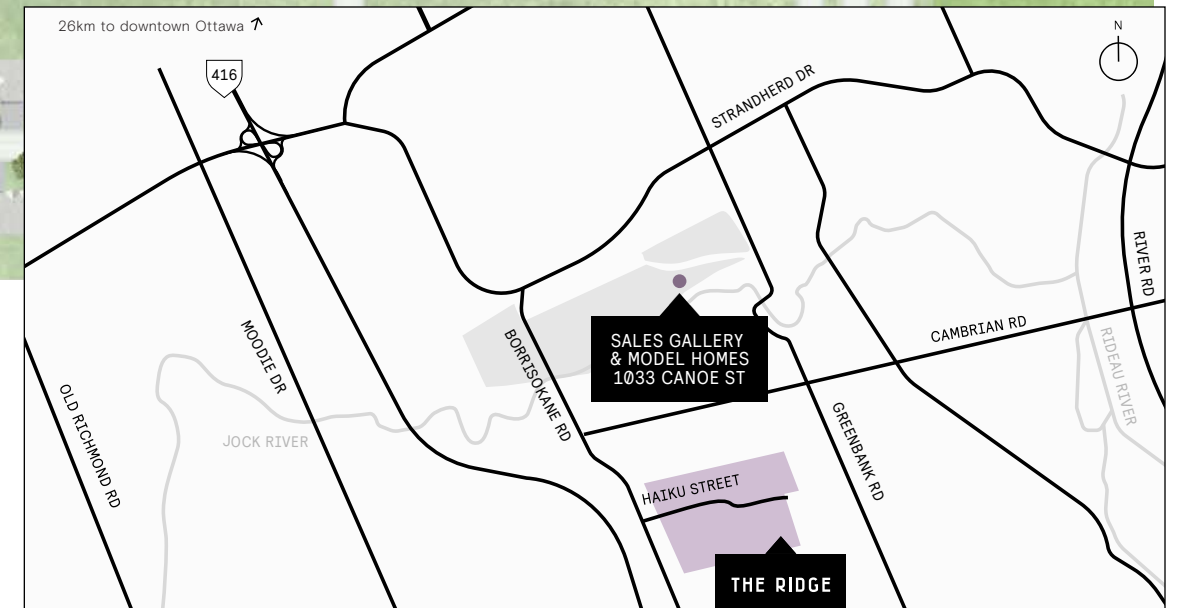 26km to downtown Ottawa
N
416
STRANDHERD DR
RIVER RD
CAMBRIAN RD
RIDEAU RIVER
MOODIE DR
BORRISOKANE RD
SALES GALLERY
& MODEL HOMES
1033 CANOE ST
OLD RICHMOND RD
JOCK RIVER
GREENBANK RD
HAIKU STREET
THE RIDGE